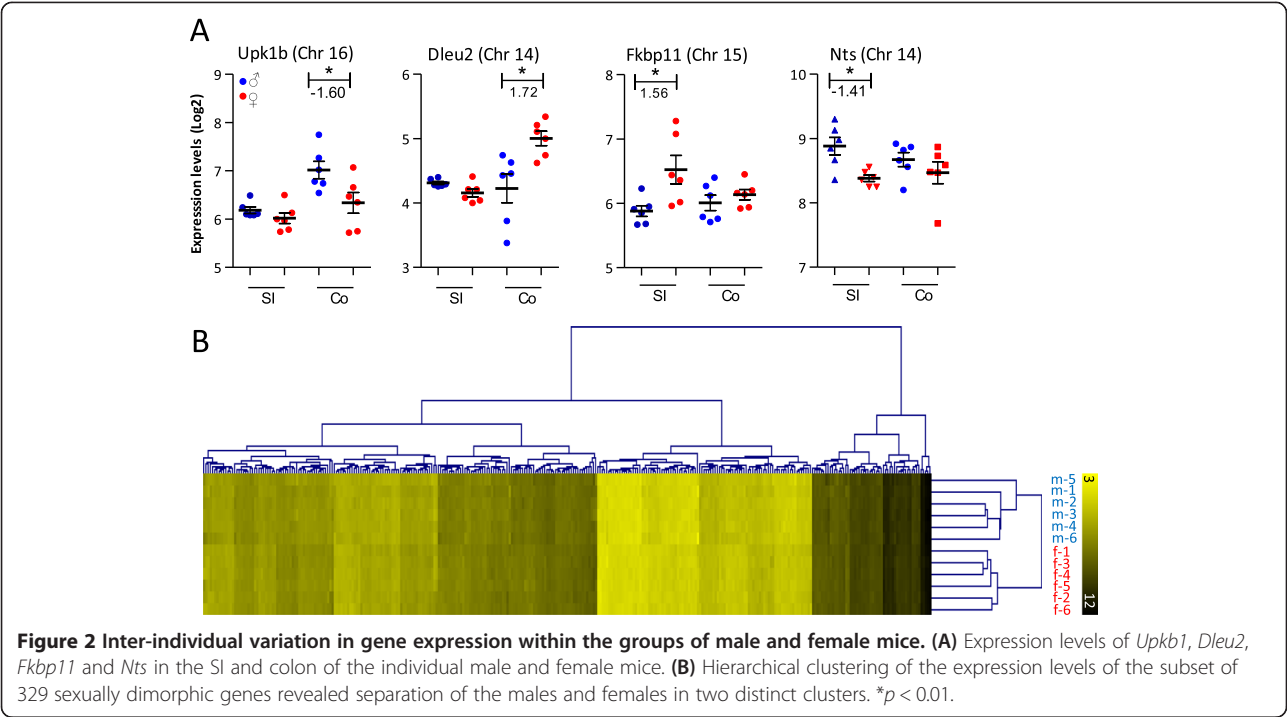 A
Upk1b (Chr 16)
Dleu2 (Chr 14)
Fkbp11 (Chr 15)
Nts (Chr 14)
Expresssion levels (Log2)
9
8
7
6
5
♂
♀
*
-1.60
SI
Co
6
5
4
3
*
1.72
SI
Co
8
7
6
5
*
1.56
SI
Co
10
9
8
7
*
-1.41
SI
Co
B
m-5
m-1
m-2
m-3
m-4
m-6
f-1
f-3
f-4
f-5
f-2
f-6
3
12
Figure 2 Inter-individual variation in gene expression within the groups of male and female mice. (A) Expression levels of Upkb1, Dleu2,
Fkbp11 and Nts in the SI and colon of the individual male and female mice. (B) Hierarchical clustering of the expression levels of the subset of
329 sexually dimorphic genes revealed separation of the males and females in two distinct clusters. *p < 0.01.